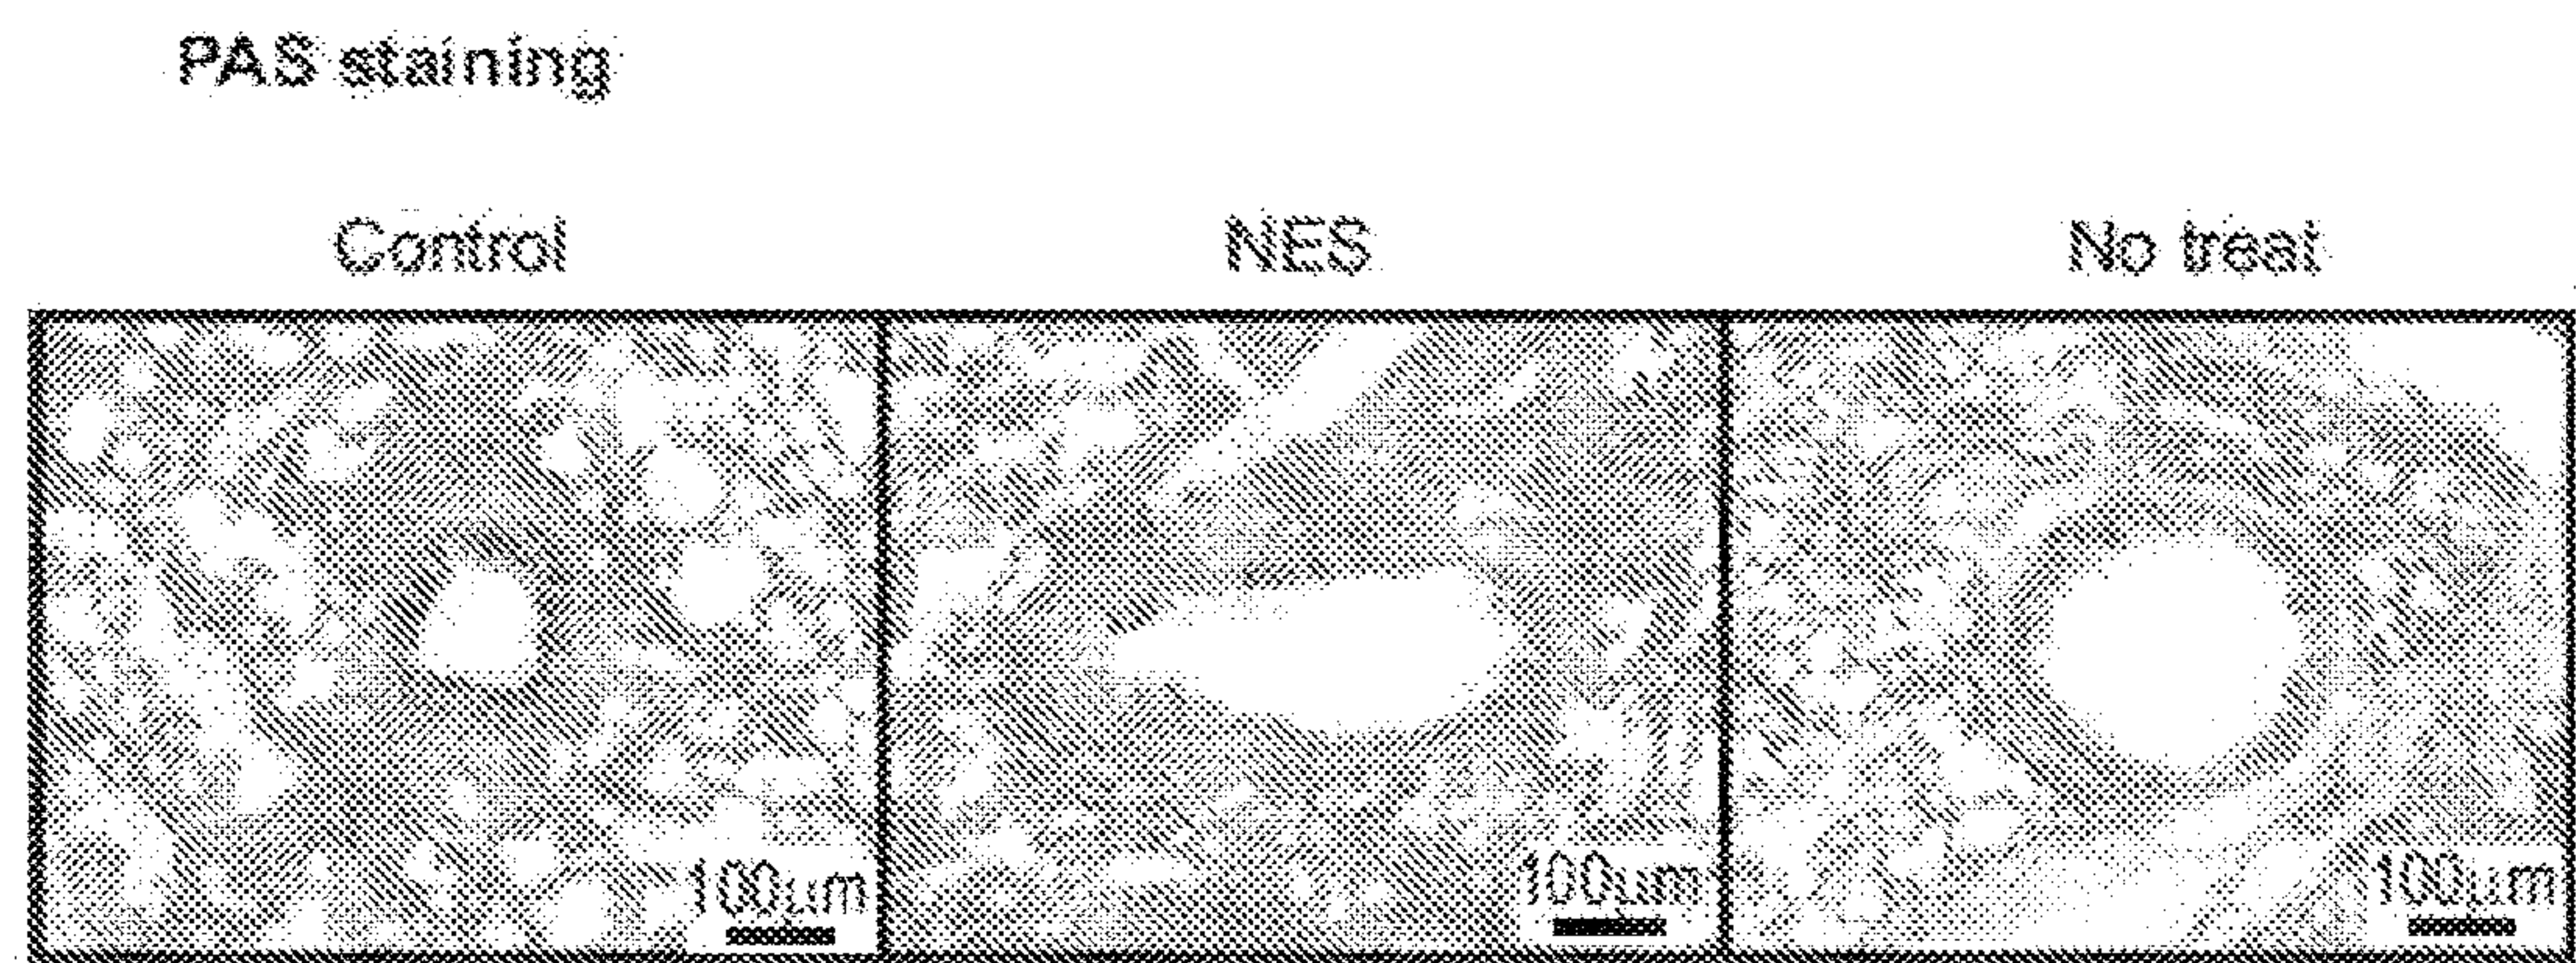 PAS staining
Control NES No treat
100μm 100μm 100μm